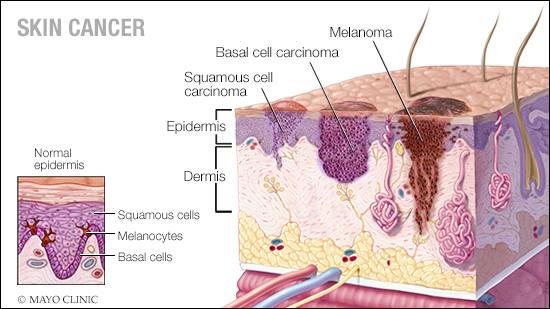 SKIN CANCER
Melanoma
Basal cell carcinoma
Squamous cell
carcinoma
Epidermis
Dermis
Normal
epidermis
Squamous cells
Melanocytes
Basal cells
© MAYO CLINIC